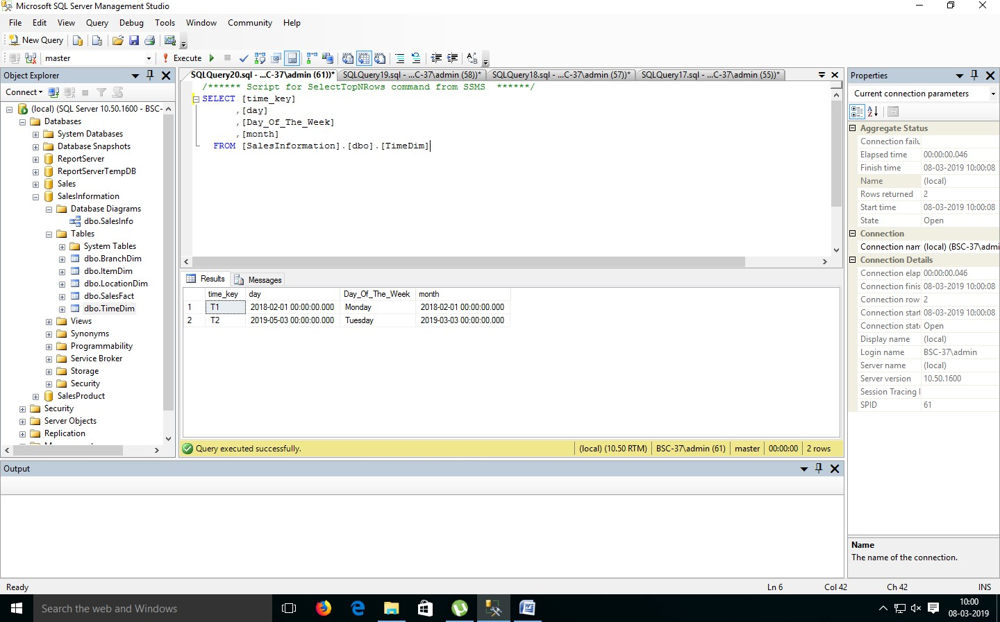 Microsoft SQL Server Management Studio
File Edit View Query Debug Tools Window Community Help
New Query
master Execute
Object Explorer
Connect
(local) (SQL Server 10.50.1600 - BSC-
Databases
System Databases
Database Snapshots
ReportServer
ReportServerTempDB
Sales
SalesInformation
Database Diagrams
dbo.SalesInfo
Tables
System Tables
dbo.BranchDim
dbo.ItemDim
dbo.LocationDim
dbo.SalesFact
dbo.TimeDim
Views
Synonyms
Programmability
Service Broker
Storage
Security
SalesProduct
Security
Server Objects
Replication
SQLQuery20.sql - ...C-37\admin (61))* SQLQuery19.sql - ...C-37\admin (58))* SQLQuery18.sql - ...C-37\admin (57))* SQLQuery17.sql - ...C-37\admin (55))*
/****** Script for SelectTopNRows command from SSMS ******/
SELECT [time_key]
,[day]
,[Day_Of_The_Week]
,[month]
FROM [SalesInformation].[dbo].[TimeDim]
Results Messages
time_key day Day_Of_The_Week month
1 T1 2018-02-01 00:00:00.000 Monday 2018-02-01 00:00:00.000
2 T2 2019-05-03 00:00:00.000 Tuesday 2019-03-03 00:00:00.000
Query executed successfully. (local) (10.50 RTM) BSC-37\admin (61) master 00:00:00 2 rows
Properties
Current connection parameters
Aggregate Status
Connection failu
Elapsed time 00:00:00.046
Finish time 08-03-2019 10:00:08
Name (local)
Rows returned 2
Start time 08-03-2019 10:00:08
State Open
Connection
Connection nam (local) (BSC-37\admi
Connection Details
Connection elap 00:00:00.046
Connection finis 08-03-2019 10:00:08
Connection row 2
Connection start 08-03-2019 10:00:08
Connection stat Open
Display name (local)
Login name BSC-37\admin
Server name (local)
Server version 10.50.1600
Session Tracing I
SPID 61
Name
The name of the connection.
Output
Ready Ln 6 Col 42 Ch 42 INS
Search the web and Windows
10:00
08-03-2019